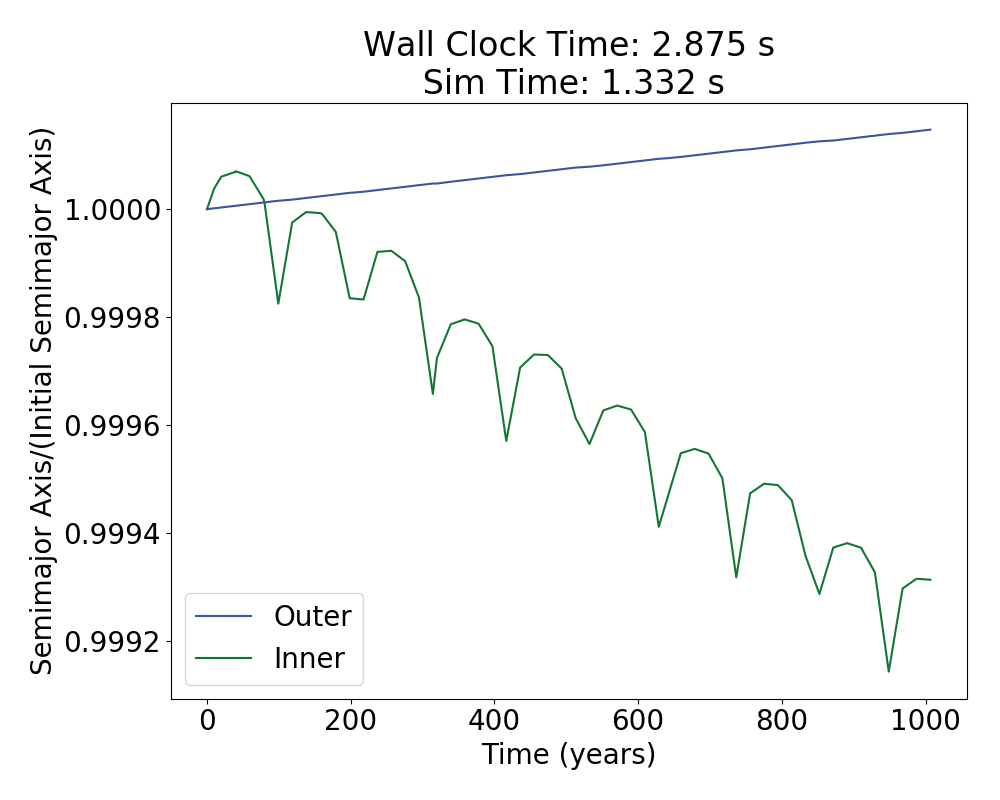 Wall Clock Time: 2.875 s
Sim Time: 1.332 s
Semimajor Axis/(Initial Semimajor Axis)
1.0000
0.9998
0.9996
0.9994
0.9992
Outer
Inner
0 200 400 600 800 1000
Time (years)